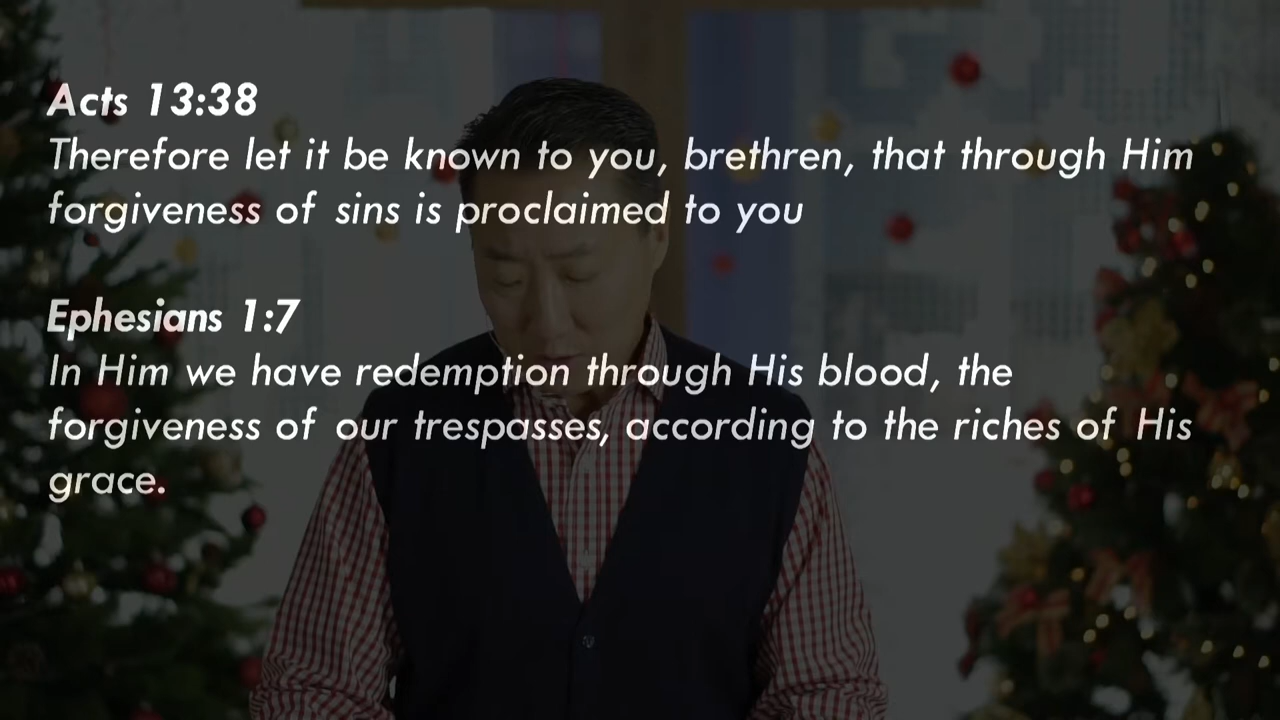 Acts 13:38
Therefore let it be known to you, brethren, that through Him
forgiveness of sins is proclaimed to you
Ephesians 1:7
In Him we have redemption through His blood, the
forgiveness of our trespasses, according to the riches of His
grace.